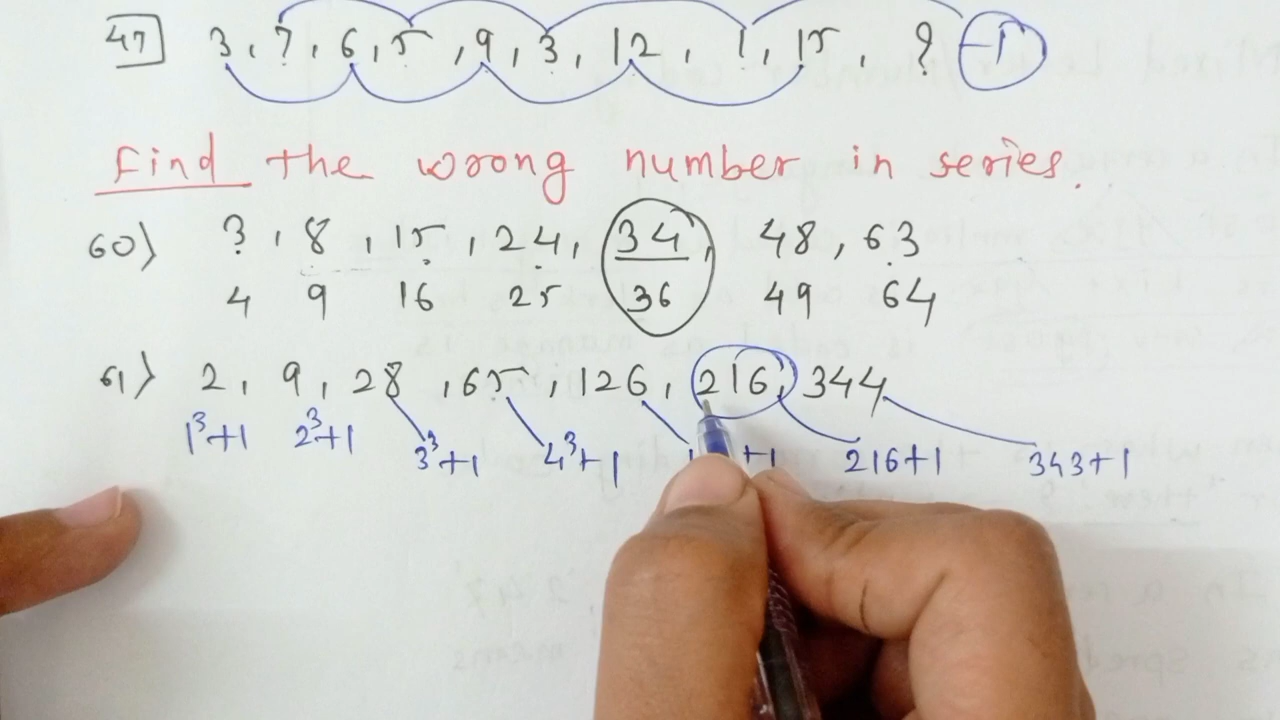 47 3, 7, 6, 5, 9, 3, 12, 1, 15, ? -1
Find the wrong number in series.
60) 3, 8, 15, 24, 34, 48, 63
4 9 16 25 36 49 64
61) 2, 9, 28, 65, 126, 216, 344
1³+1 2³+1 3³+1 4³+1 1 +1 216+1 343+1